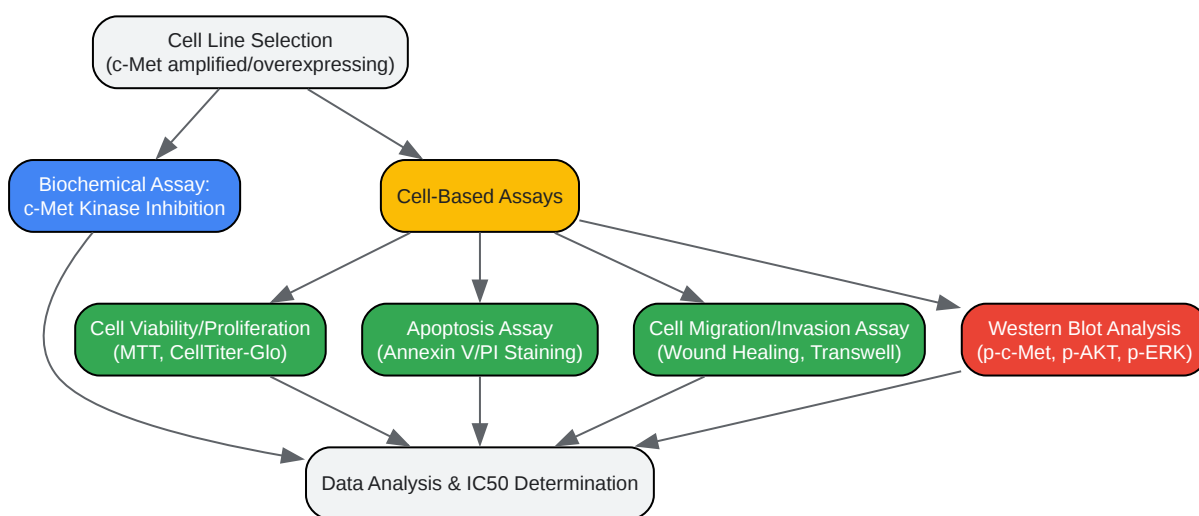 Cell Line Selection
(c-Met amplified/overexpressing)
Biochemical Assay:
c-Met Kinase Inhibition
Cell-Based Assays
Cell Viability/Proliferation
(MTT, CellTiter-Glo)
Apoptosis Assay
(Annexin V/PI Staining)
Cell Migration/Invasion Assay
(Wound Healing, Transwell)
Western Blot Analysis
(p-c-Met, p-AKT, p-ERK)
Data Analysis & IC50 Determination